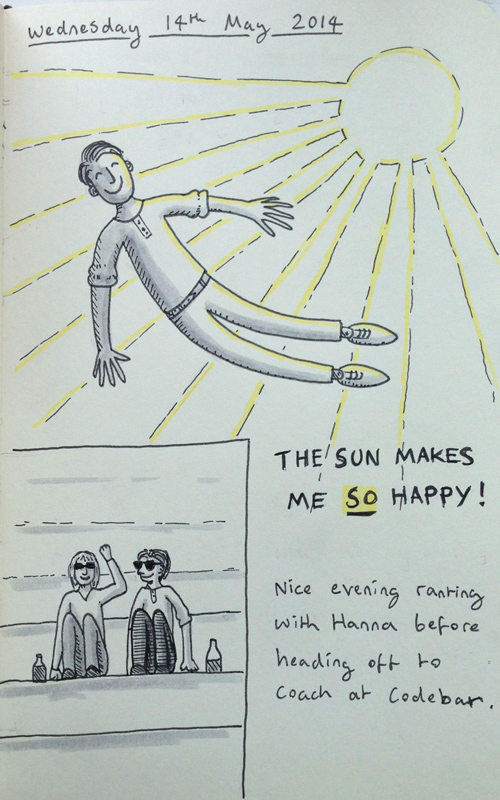 Wednesday 14th May 2014
THE SUN MAKES
ME SO HAPPY!
Nice evening ranting
with Hanna before
heading off to
coach at Codebar.